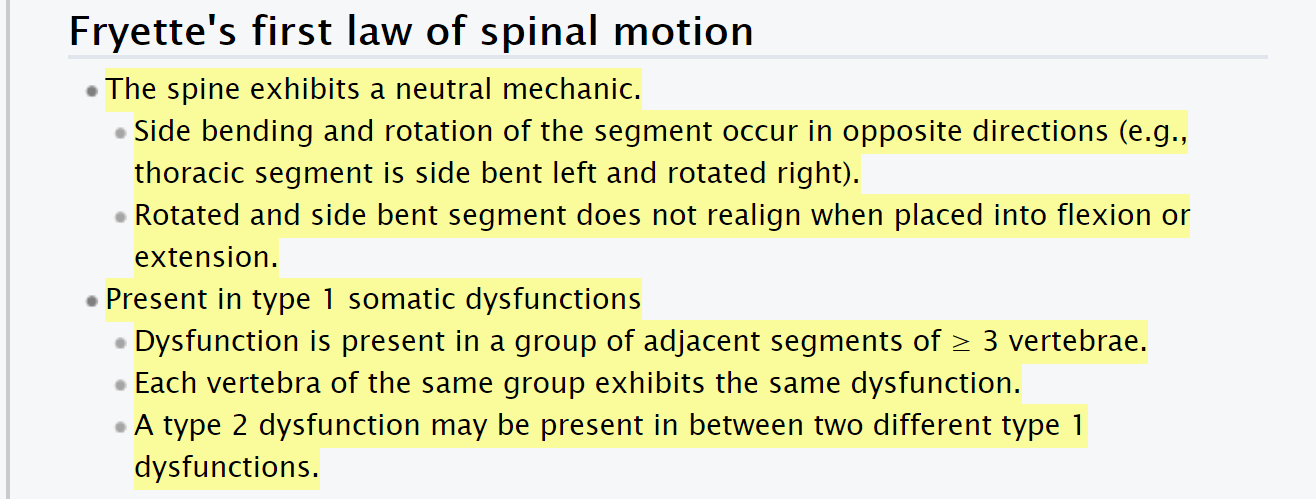 Fryette's first law of spinal motion
The spine exhibits a neutral mechanic.
Side bending and rotation of the segment occur in opposite directions (e.g.,
thoracic segment is side bent left and rotated right).
Rotated and side bent segment does not realign when placed into flexion or
extension.
Present in type 1 somatic dysfunctions
Dysfunction is present in a group of adjacent segments of ≥ 3 vertebrae.
Each vertebra of the same group exhibits the same dysfunction.
A type 2 dysfunction may be present in between two different type 1
dysfunctions.